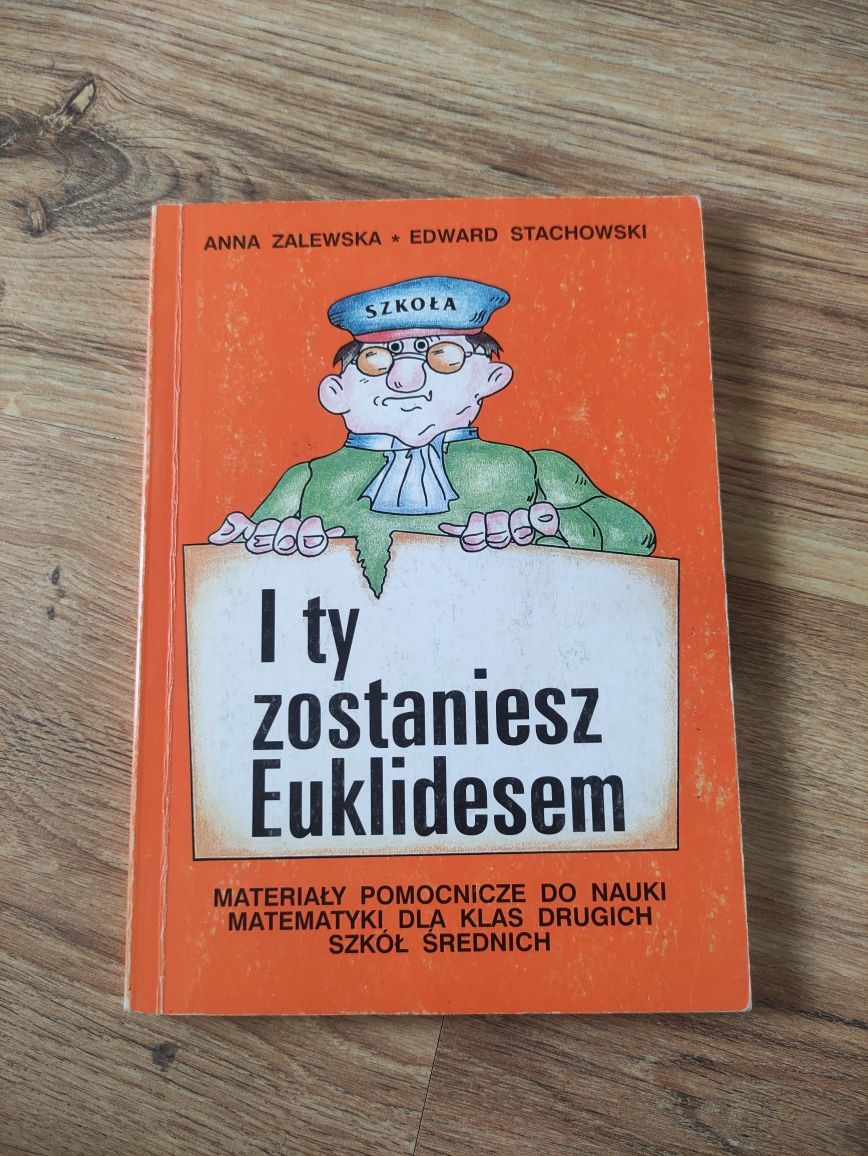 ANNA ZALEWSKA * EDWARD STACHOWSKI
SZKOŁA
I ty
zostaniesz
Euklidesem
MATERIAŁY POMOCNICZE DO NAUKI
MATEMATYKI DLA KLAS DRUGICH
SZKÓŁ ŚREDNICH